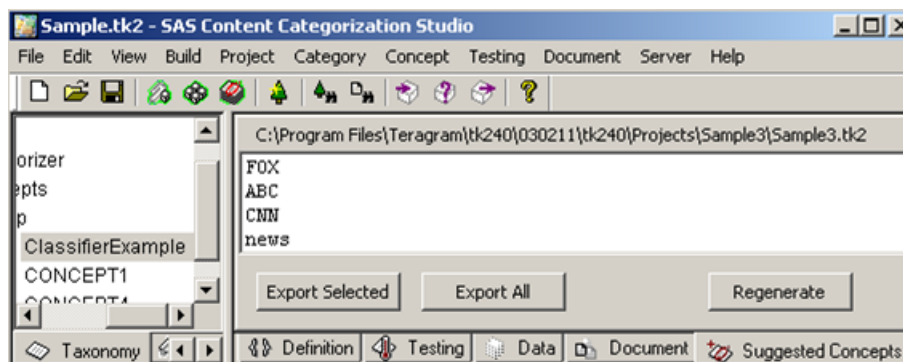 Sample.tk2 - SAS Content Categorization Studio
File Edit View Build Project Category Concept Testing Document Server Help
C:\Program Files\Teragram\tk240\030211\tk240\Projects\Sample3\Sample3.tk2
orizer
epts
p
ClassifierExample
CONCEPT1
CONCEPT4
FOX
ABC
CNN
news
Export Selected Export All Regenerate
Taxonomy Definition Testing Data Document Suggested Concepts